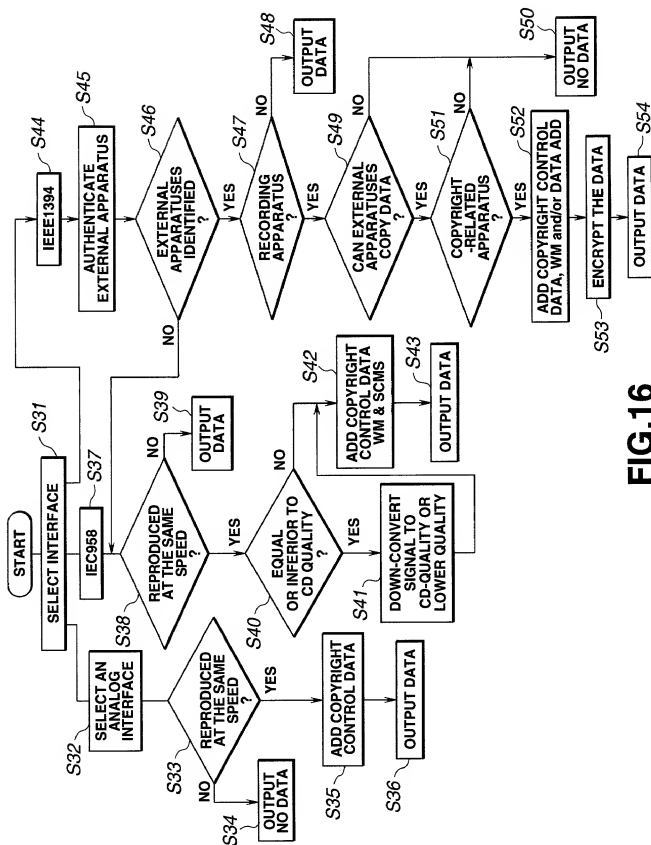 START
SELECT INTERFACE
S31
SELECT AN
ANALOG
INTERFACE
S32
REPRODUCED
AT THE SAME
SPEED
?
S33
NO
OUTPUT
NO DATA
S34
YES
ADD COPYRIGHT
CONTROL DATA
S35
OUTPUT DATA
S36
IEC958
S37
REPRODUCED
AT THE SAME
SPEED
?
S38
NO
OUTPUT
DATA
S39
YES
EQUAL
OR INFERIOR TO
CD QUALITY
?
S40
NO
YES
DOWN-CONVERT
SIGNAL TO
CD-QUALITY OR
LOWER QUALITY
S41
ADD COPYRIGHT
CONTROL DATA
WM & SCMS
S42
OUTPUT DATA
S43
IEEE1394
S44
AUTHENTICATE
EXTERNAL APPARATUS
S45
EXTERNAL
APPARATUSES
IDENTIFIED
?
S46
NO
YES
RECORDING
APPARATUS
?
S47
NO
OUTPUT
DATA
S48
YES
CAN EXTERNAL
APPARATUSES
COPY DATA
?
S49
NO
OUTPUT
NO DATA
S50
YES
COPYRIGHT
-RELATED
APPARATUS
?
S51
NO
YES
ADD COPYRIGHT CONTROL
DATA, WM and/or DATA ADD
S52
ENCRYPT THE DATA
S53
OUTPUT DATA
S54
FIG.16